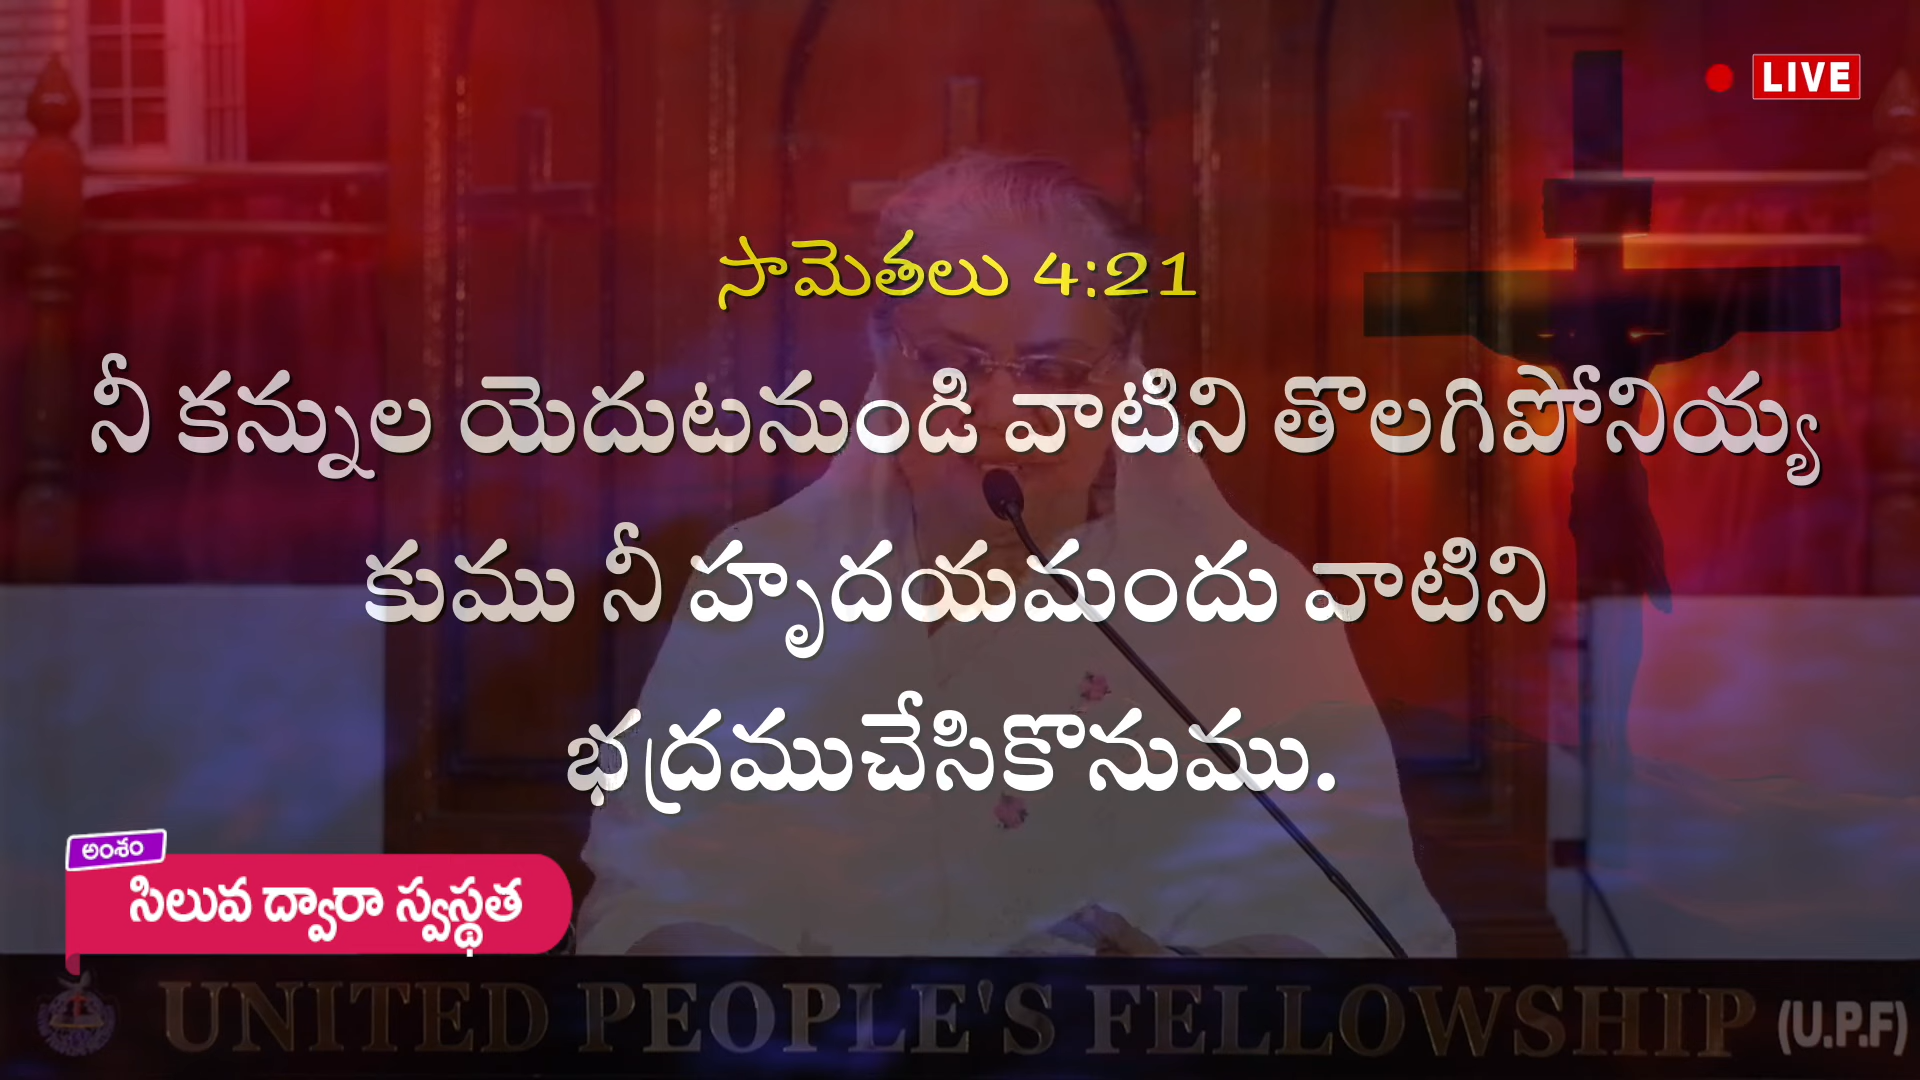 LIVE
సామెతలు 4:21
నీ కన్నుల యెదుటనుండి వాటిని తొలగిపోనియ్య
కుము నీ హృదయమందు వాటిని
భద్రముచేసికొనుము.
అంశం
సిలువ ద్వారా స్వస్థత
UNITED PEOPLE'S FELLOWSHIP (U.P.F)